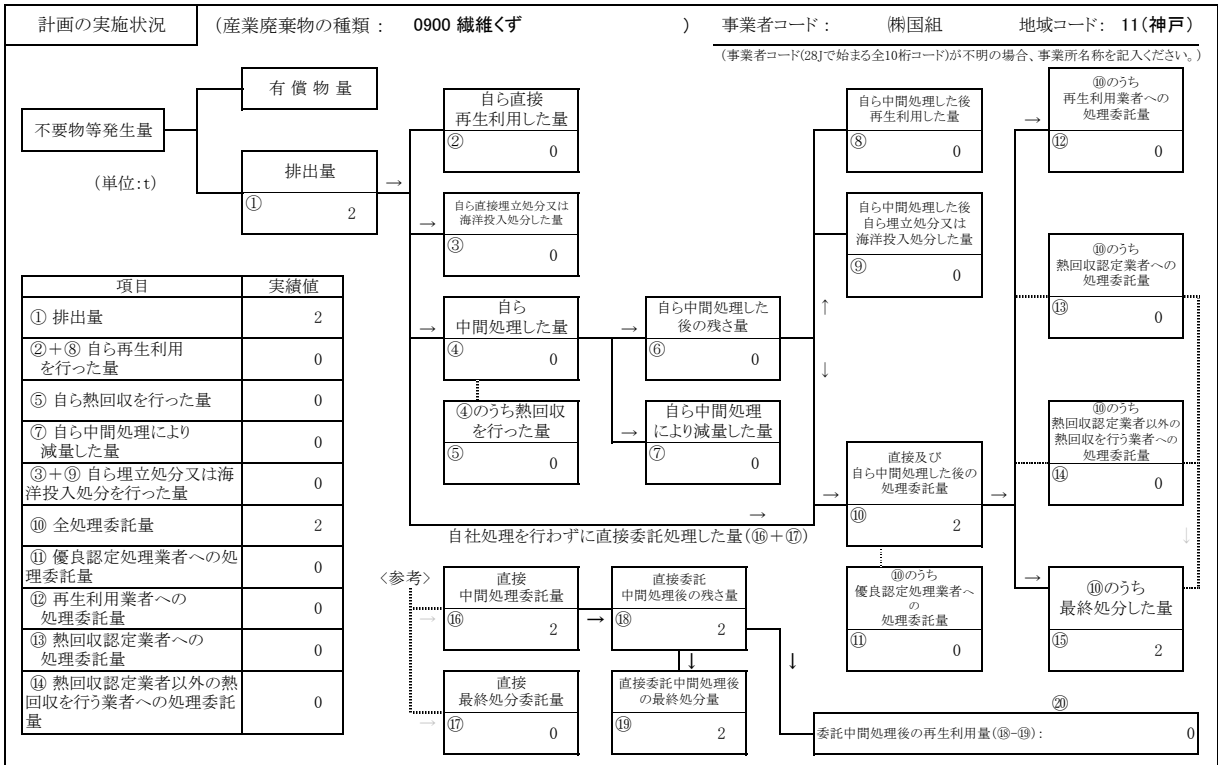 計画の実施状況 (産業廃棄物の種類： 0900 繊維くず ) 事業者コード： ㈱国組 地域コード： 11(神戸)
(事業者コード(28Jで始まる全10桁コード)が不明の場合、事業所名称を記入ください。)
不要物等発生量
(単位:t)
有償物量
排出量
① 2
→
自ら直接
再生利用した量
② 0
→
自ら直接埋立処分又は
海洋投入処分した量
③ 0
→
自ら
中間処理した量
④ 0
④のうち熱回収
を行った量
⑤ 0
→
自ら中間処理した
後の残さ量
⑥ 0
→
自ら中間処理
により減量した量
⑦ 0
自ら中間処理した後
再生利用した量
⑧ 0
自ら中間処理した後
自ら埋立処分又は
海洋投入処分した量
⑨ 0
↑
↓
→
→
直接及び
自ら中間処理した後の
処理委託量
⑩ 2
→
⑩のうち
優良認定処理業者へ
の
処理委託量
⑪ 0
→
⑩のうち
再生利用業者への
処理委託量
⑫ 0
⑩のうち
熱回収認定業者への
処理委託量
⑬ 0
⑩のうち
熱回収認定業者以外の
熱回収を行う業者への
処理委託量
⑭ 0
↓
→
⑩のうち
最終処分した量
⑮ 2
自社処理を行わずに直接委託処理した量(⑯+⑰)
<参考>
→
直接
中間処理委託量
⑯ 2
→
直接委託
中間処理後の残さ量
⑱ 2
↓
↓
→
直接
最終処分委託量
⑰ 0
直接委託中間処理後
の最終処分量
⑲ 2
⑳
委託中間処理後の再生利用量(⑱-⑲)： 0
項目 実績値
① 排出量 2
②+⑧ 自ら再生利用
を行った量 0
⑤ 自ら熱回収を行った量 0
⑦ 自ら中間処理により
減量した量 0
③+⑨ 自ら埋立処分又は海
洋投入処分を行った量 0
⑩ 全処理委託量 2
⑪ 優良認定処理業者への処
理委託量 0
⑫ 再生利用業者への
処理委託量 0
⑬ 熱回収認定業者への
処理委託量 0
⑭ 熱回収認定業者以外の熱
回収を行う業者への処理委託
量 0